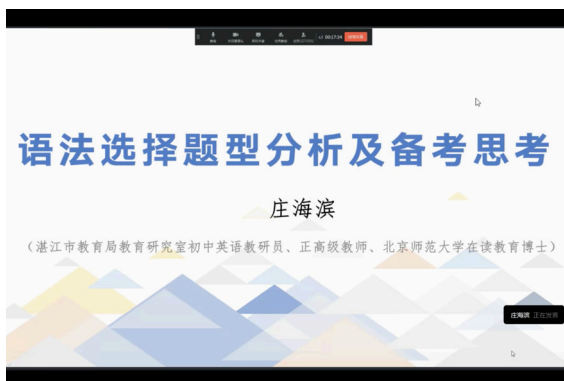 00:17:34
语法选择题型分析及备考思考
庄海滨
（湛江市教育局教育研究室初中英语教研员、正高级教师、北京师范大学在读教育博士）
庄海滨 正在发言